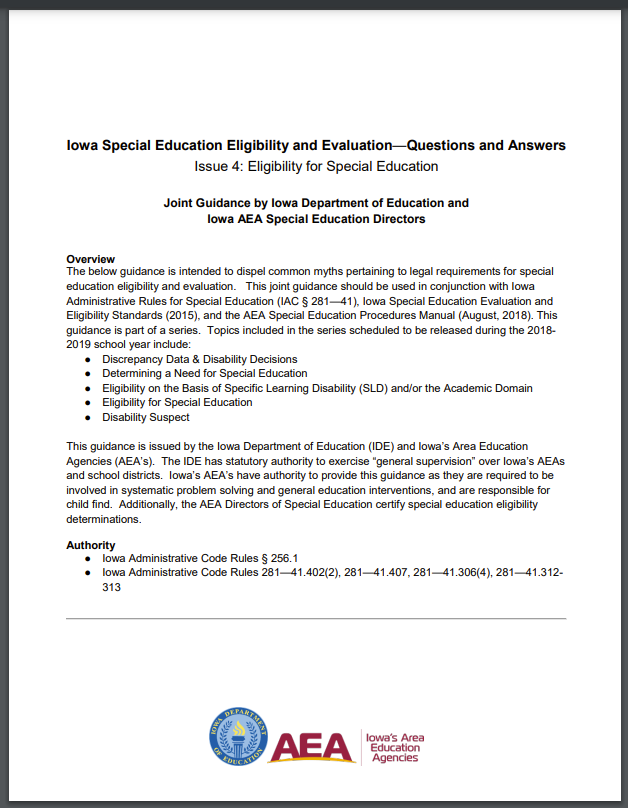 Iowa Special Education Eligibility and Evaluation—Questions and Answers
Issue 4: Eligibility for Special Education
Joint Guidance by Iowa Department of Education and
Iowa AEA Special Education Directors
Overview
The below guidance is intended to dispel common myths pertaining to legal requirements for special
education eligibility and evaluation.   This joint guidance should be used in conjunction with Iowa
Administrative Rules for Special Education (IAC § 281—41), Iowa Special Education Evaluation and
Eligibility Standards (2015), and the AEA Special Education Procedures Manual (August, 2018). This
guidance is part of a series.  Topics included in the series scheduled to be released during the 2018-
2019 school year include:
● Discrepancy Data & Disability Decisions
● Determining a Need for Special Education
● Eligibility on the Basis of Specific Learning Disability (SLD) and/or the Academic Domain
● Eligibility for Special Education
● Disability Suspect
This guidance is issued by the Iowa Department of Education (IDE) and Iowa’s Area Education
Agencies (AEA’s).  The IDE has statutory authority to exercise “general supervision” over Iowa’s AEAs
and school districts.  Iowa’s AEA’s have authority to provide this guidance as they are required to be
involved in systematic problem solving and general education interventions, and are responsible for
child find.  Additionally, the AEA Directors of Special Education certify special education eligibility
determinations.
Authority
● Iowa Administrative Code Rules § 256.1
● Iowa Administrative Code Rules 281—41.402(2), 281—41.407, 281—41.306(4), 281—41.312-
313
IOWA DEPARTMENT
OF EDUCATION
AEA
Iowa's Area
Education
Agencies